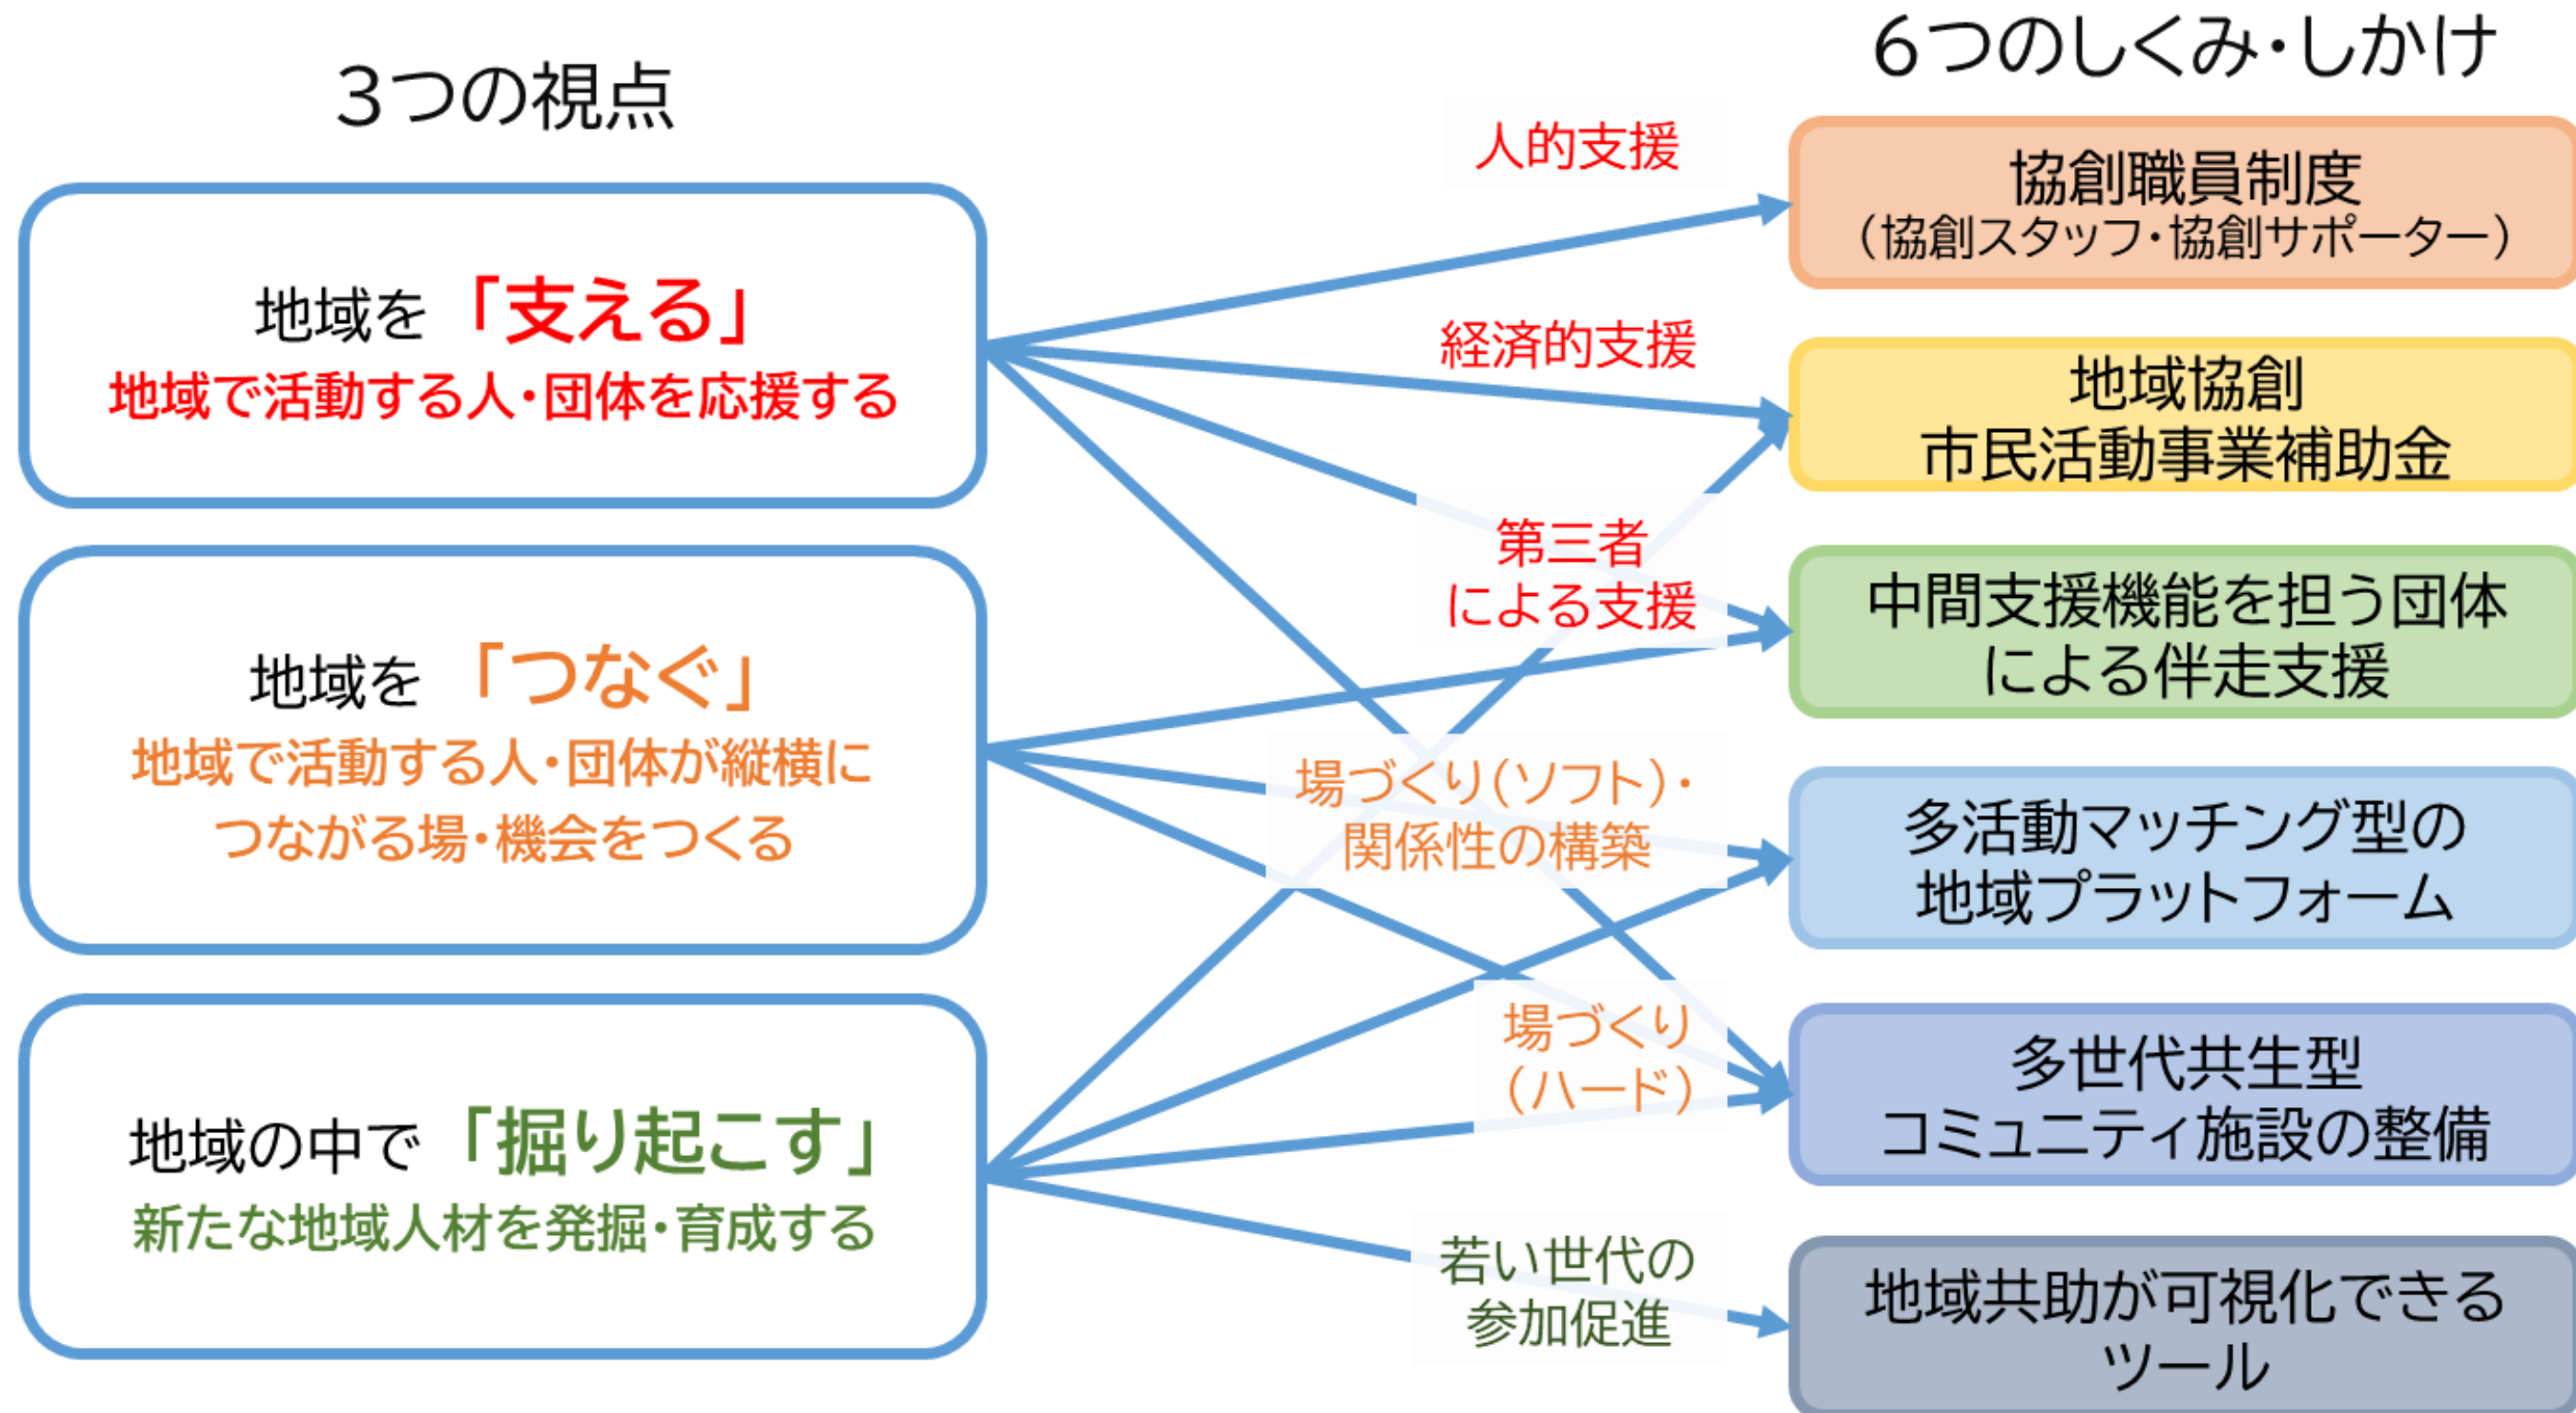 3つの視点
地域を「支える」
地域で活動する人・団体を応援する
地域を「つなぐ」
地域で活動する人・団体が縦横に
つながる場・機会をつくる
地域の中で「掘り起こす」
新たな地域人材を発掘・育成する
人的支援
経済的支援
第三者
による支援
場づくり(ソフト)・
関係性の構築
場づくり
(ハード)
若い世代の
参加促進
6つのしくみ・しかけ
協創職員制度
(協創スタッフ・協創サポーター)
地域協創
市民活動事業補助金
中間支援機能を担う団体
による伴走支援
多活動マッチング型の
地域プラットフォーム
多世代共生型
コミュニティ施設の整備
地域共助が可視化できる
ツール